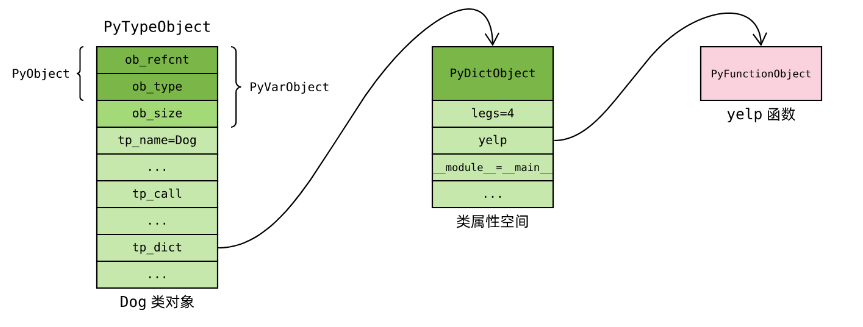 PyTypeObject
PyObject
ob_refcnt
ob_type
ob_size
PyVarObject
tp_name=Dog
...
tp_call
...
tp_dict
...
Dog 类对象
PyDictObject
legs=4
yelp
__module__=__main__
...
类属性空间
PyFunctionObject
yelp 函数